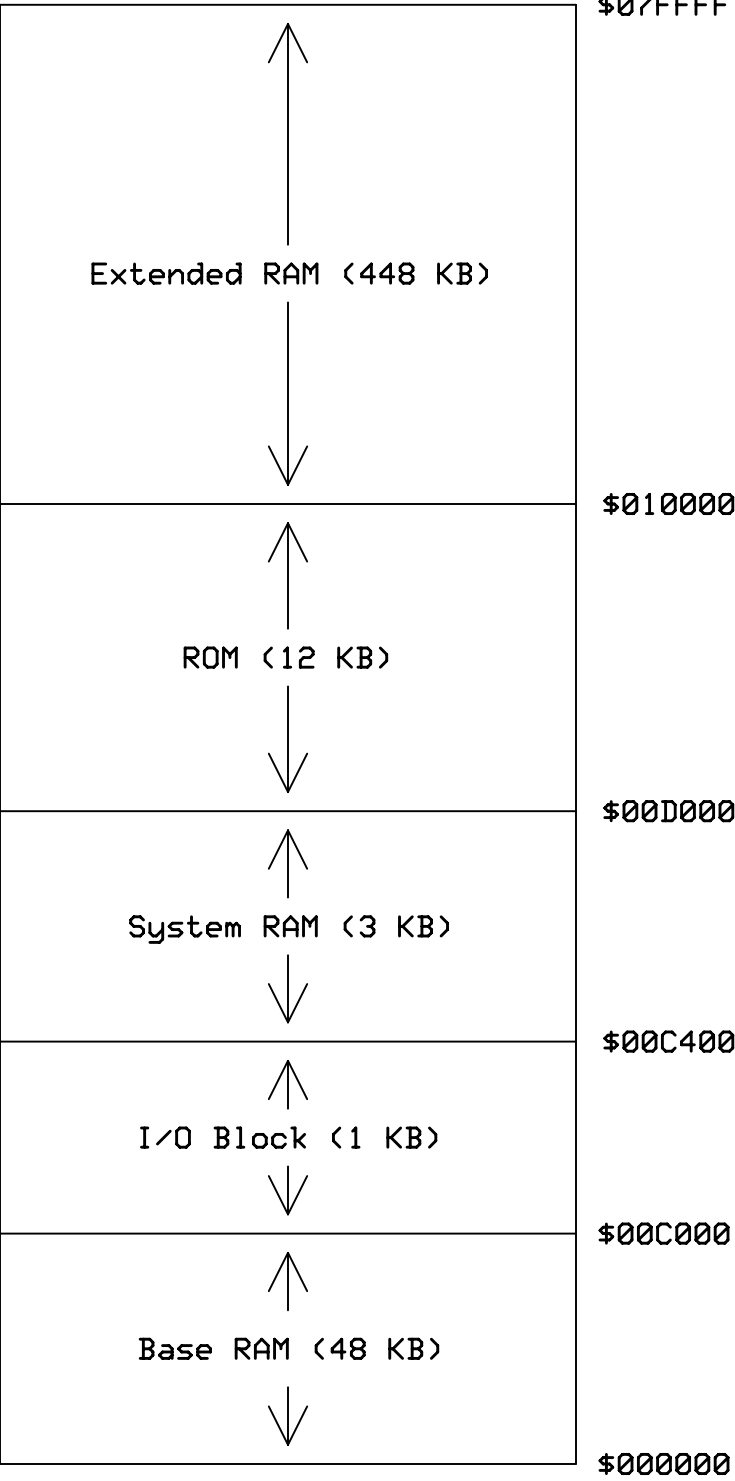 $07FFFF
Extended RAM (448 KB)
$010000
ROM (12 KB)
$00D000
System RAM (3 KB)
$00C400
I/O Block (1 KB)
$00C000
Base RAM (48 KB)
$000000